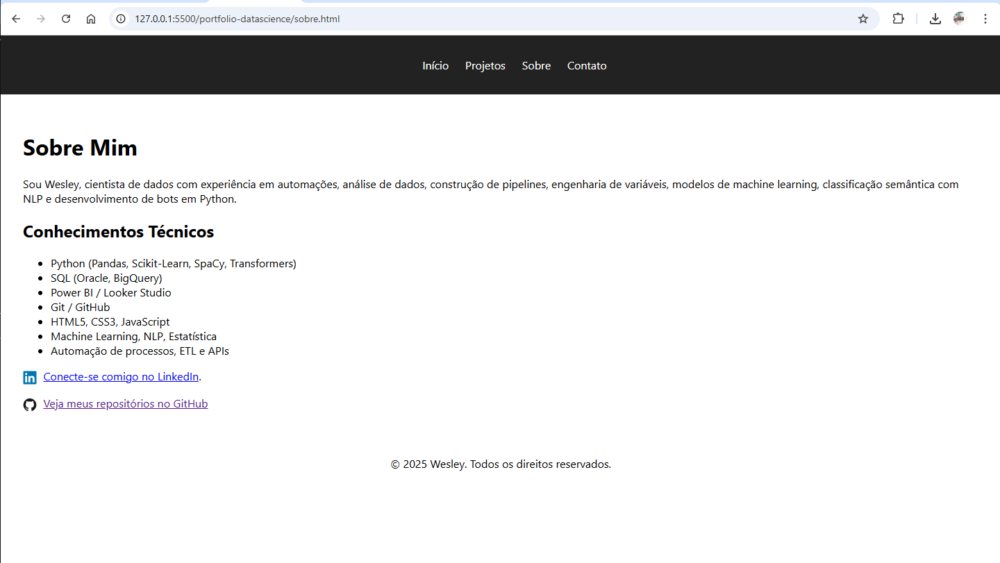 127.0.0.1:5500/portfolio-datascience/sobre.html
Início Projetos Sobre Contato
Sobre Mim
Sou Wesley, cientista de dados com experiência em automações, análise de dados, construção de pipelines, engenharia de variáveis, modelos de machine learning, classificação semântica com
NLP e desenvolvimento de bots em Python.
Conhecimentos Técnicos
Python (Pandas, Scikit-Learn, SpaCy, Transformers)
SQL (Oracle, BigQuery)
Power BI / Looker Studio
Git / GitHub
HTML5, CSS3, JavaScript
Machine Learning, NLP, Estatística
Automação de processos, ETL e APIs
in Conecte-se comigo no LinkedIn.
Veja meus repositórios no GitHub
© 2025 Wesley. Todos os direitos reservados.